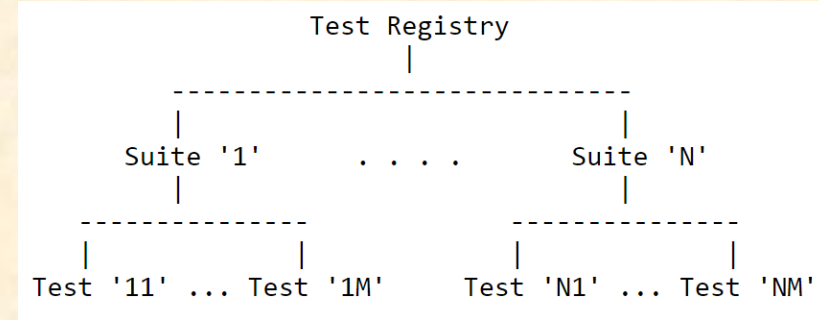 Test Registry
|
------------------------------
| |
Suite '1' . . . . Suite 'N'
| |
--------------- ---------------
| | | |
Test '11' ... Test '1M' Test 'N1' ... Test 'NM'